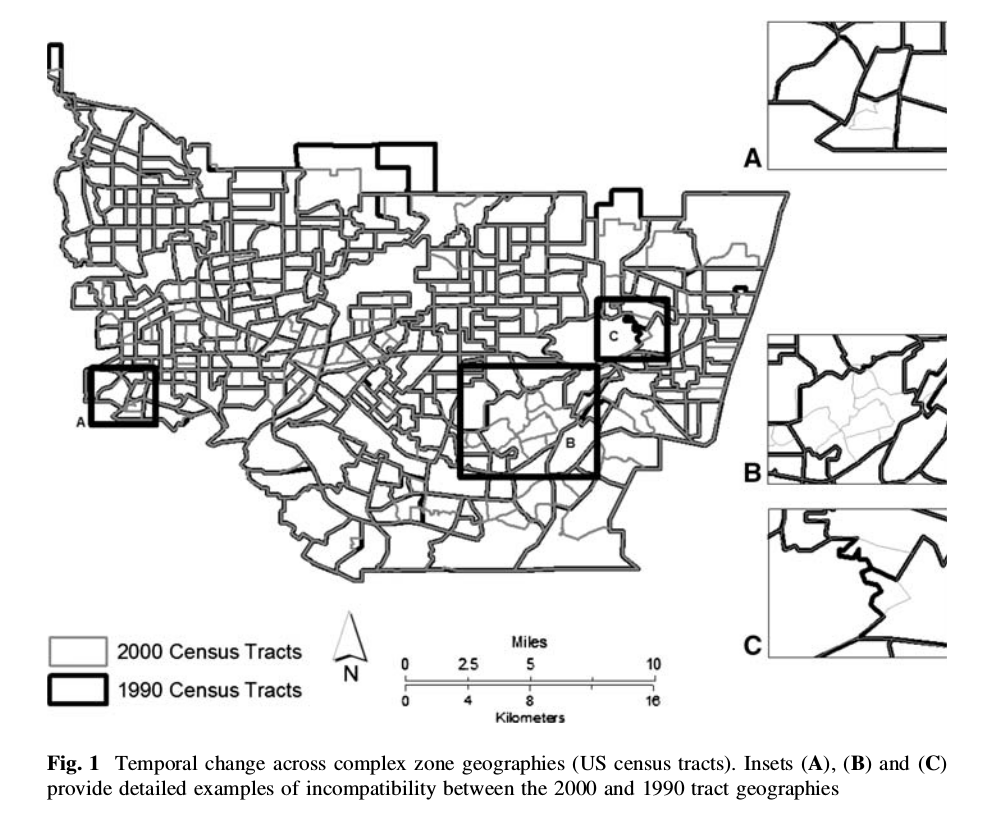 A
A
B
C
B
C
2000 Census Tracts
1990 Census Tracts
N
Miles
0 2.5 5 10
0 4 8 16
Kilometers
Fig. 1 Temporal change across complex zone geographies (US census tracts). Insets (A), (B) and (C)
provide detailed examples of incompatibility between the 2000 and 1990 tract geographies